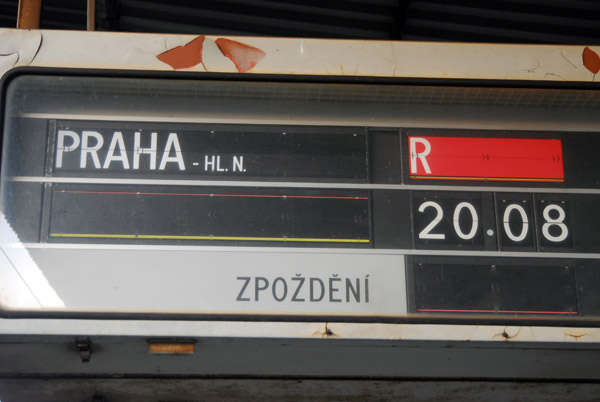 PRAHA - HL.N. R
20.08
ZPOŽDĚNÍ